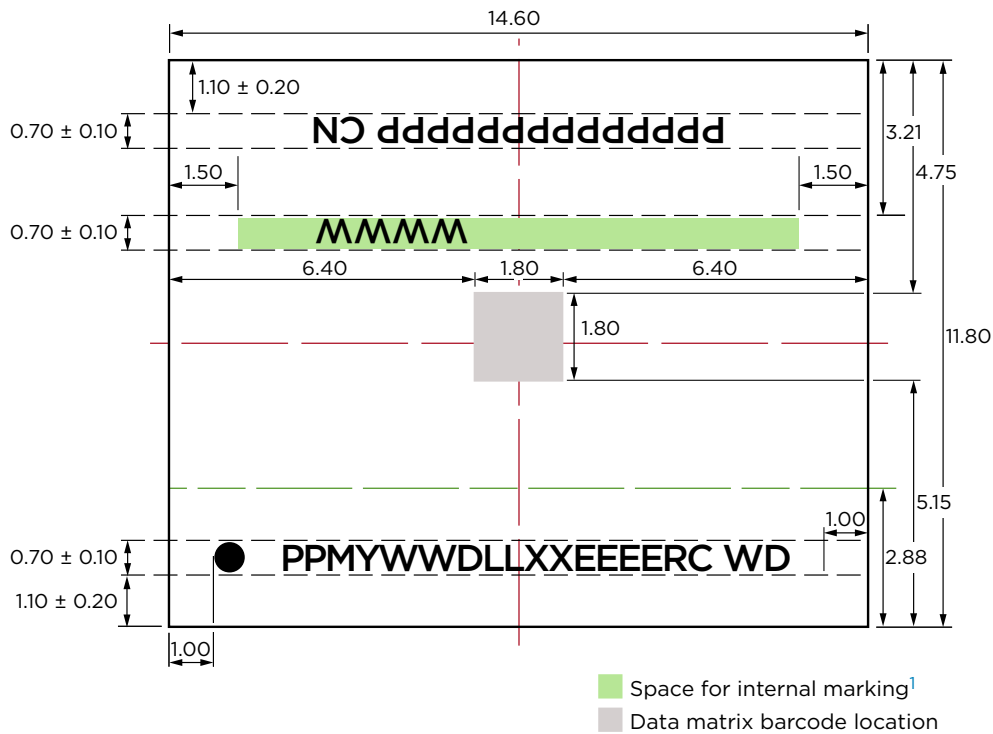 14.60
1.10 ± 0.20
0.70 ± 0.10
PPPPPPPPPPPPPP CN
3.21
4.75
1.50
1.50
0.70 ± 0.10
WWWW
6.40
1.80
6.40
1.80
11.80
5.15
1.00
0.70 ± 0.10
PPMYWWDLLXXEEEERC WD
2.88
1.10 ± 0.20
1.00
Space for internal marking1
Data matrix barcode location